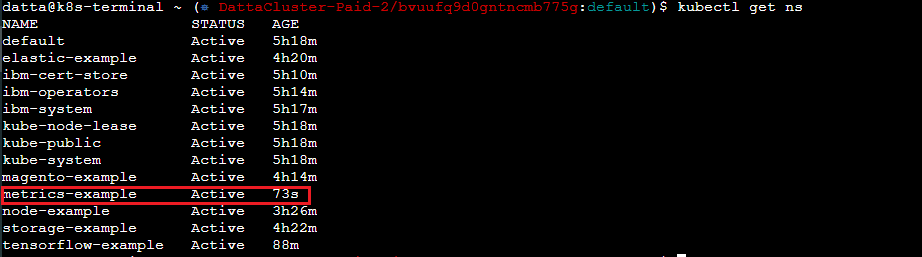 datta@k8s-terminal ~ (⎈ DattaCluster-Paid-2/bvuufq9d0gntncmb775g:default)$ kubectl get ns
NAME STATUS AGE
default Active 5h18m
elastic-example Active 4h20m
ibm-cert-store Active 5h10m
ibm-operators Active 5h14m
ibm-system Active 5h17m
kube-node-lease Active 5h18m
kube-public Active 5h18m
kube-system Active 5h18m
magento-example Active 4h14m
metrics-example Active 73s
node-example Active 3h26m
storage-example Active 4h22m
tensorflow-example Active 88m